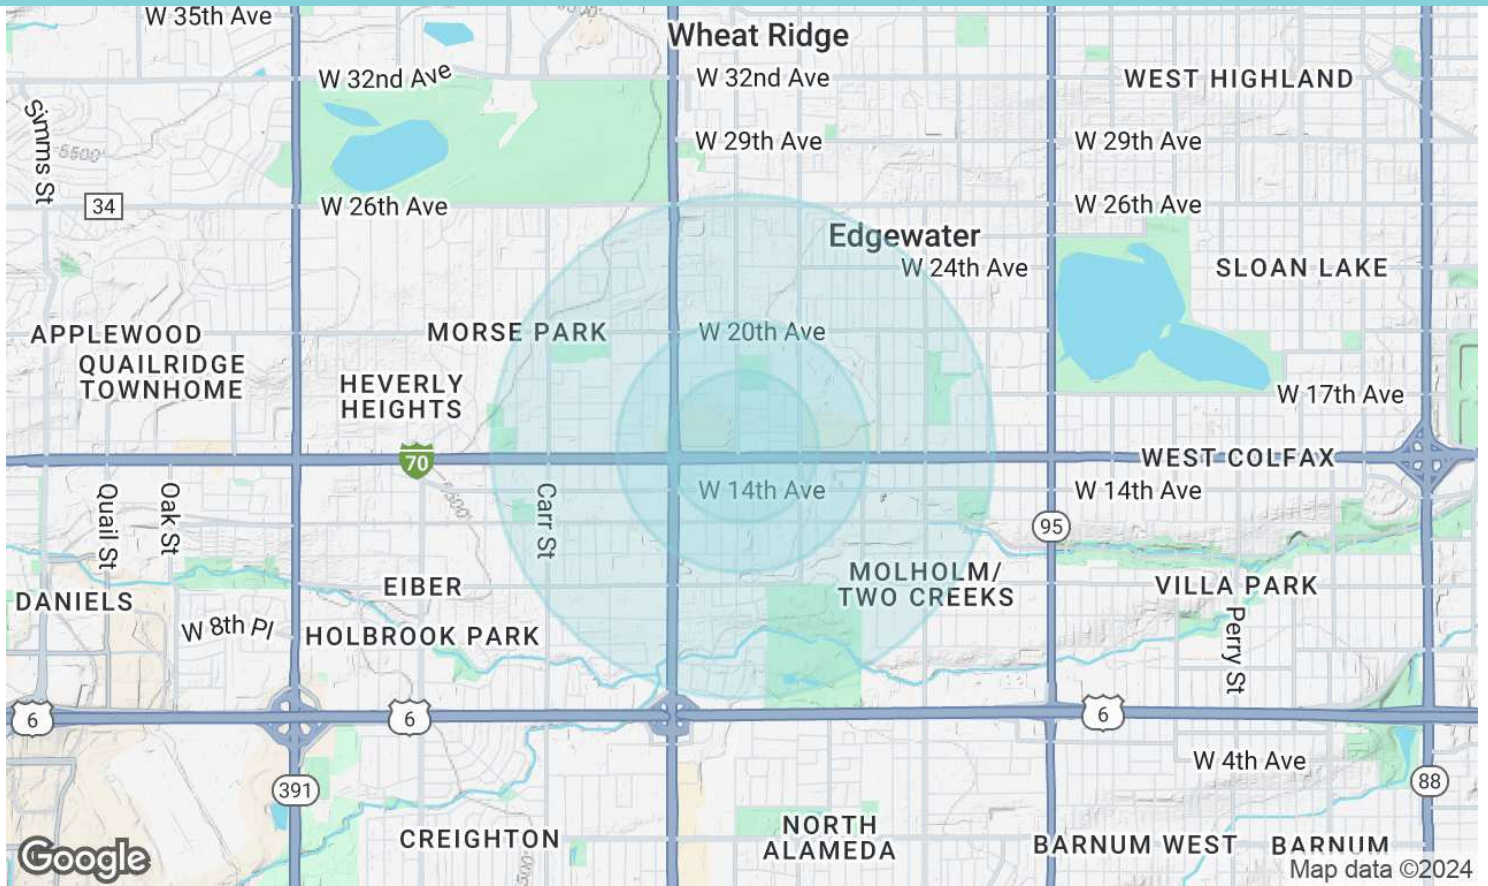 W 35th Ave
Wheat Ridge
W 32nd Ave
W 32nd Ave
WEST HIGHLAND
Simms St
5500'
W 29th Ave
W 29th Ave
34
W 26th Ave
W 26th Ave
Edgewater
W 24th Ave
SLOAN LAKE
APPLEWOOD
MORSE PARK
W 20th Ave
QUAILRIDGE
TOWNHOME
HEVERLY
HEIGHTS
W 17th Ave
70
WEST COLFAX
Quail St
Oak St
5500'
Carr St
W 14th Ave
W 14th Ave
95
DANIELS
EIBER
MOLHOLM/
TWO CREEKS
VILLA PARK
W 8th Pl
HOLBROOK PARK
Perry St
6
6
6
391
W 4th Ave
88
CREIGHTON
NORTH
ALAMEDA
BARNUM WEST
BARNUM
Google
Map data ©2024